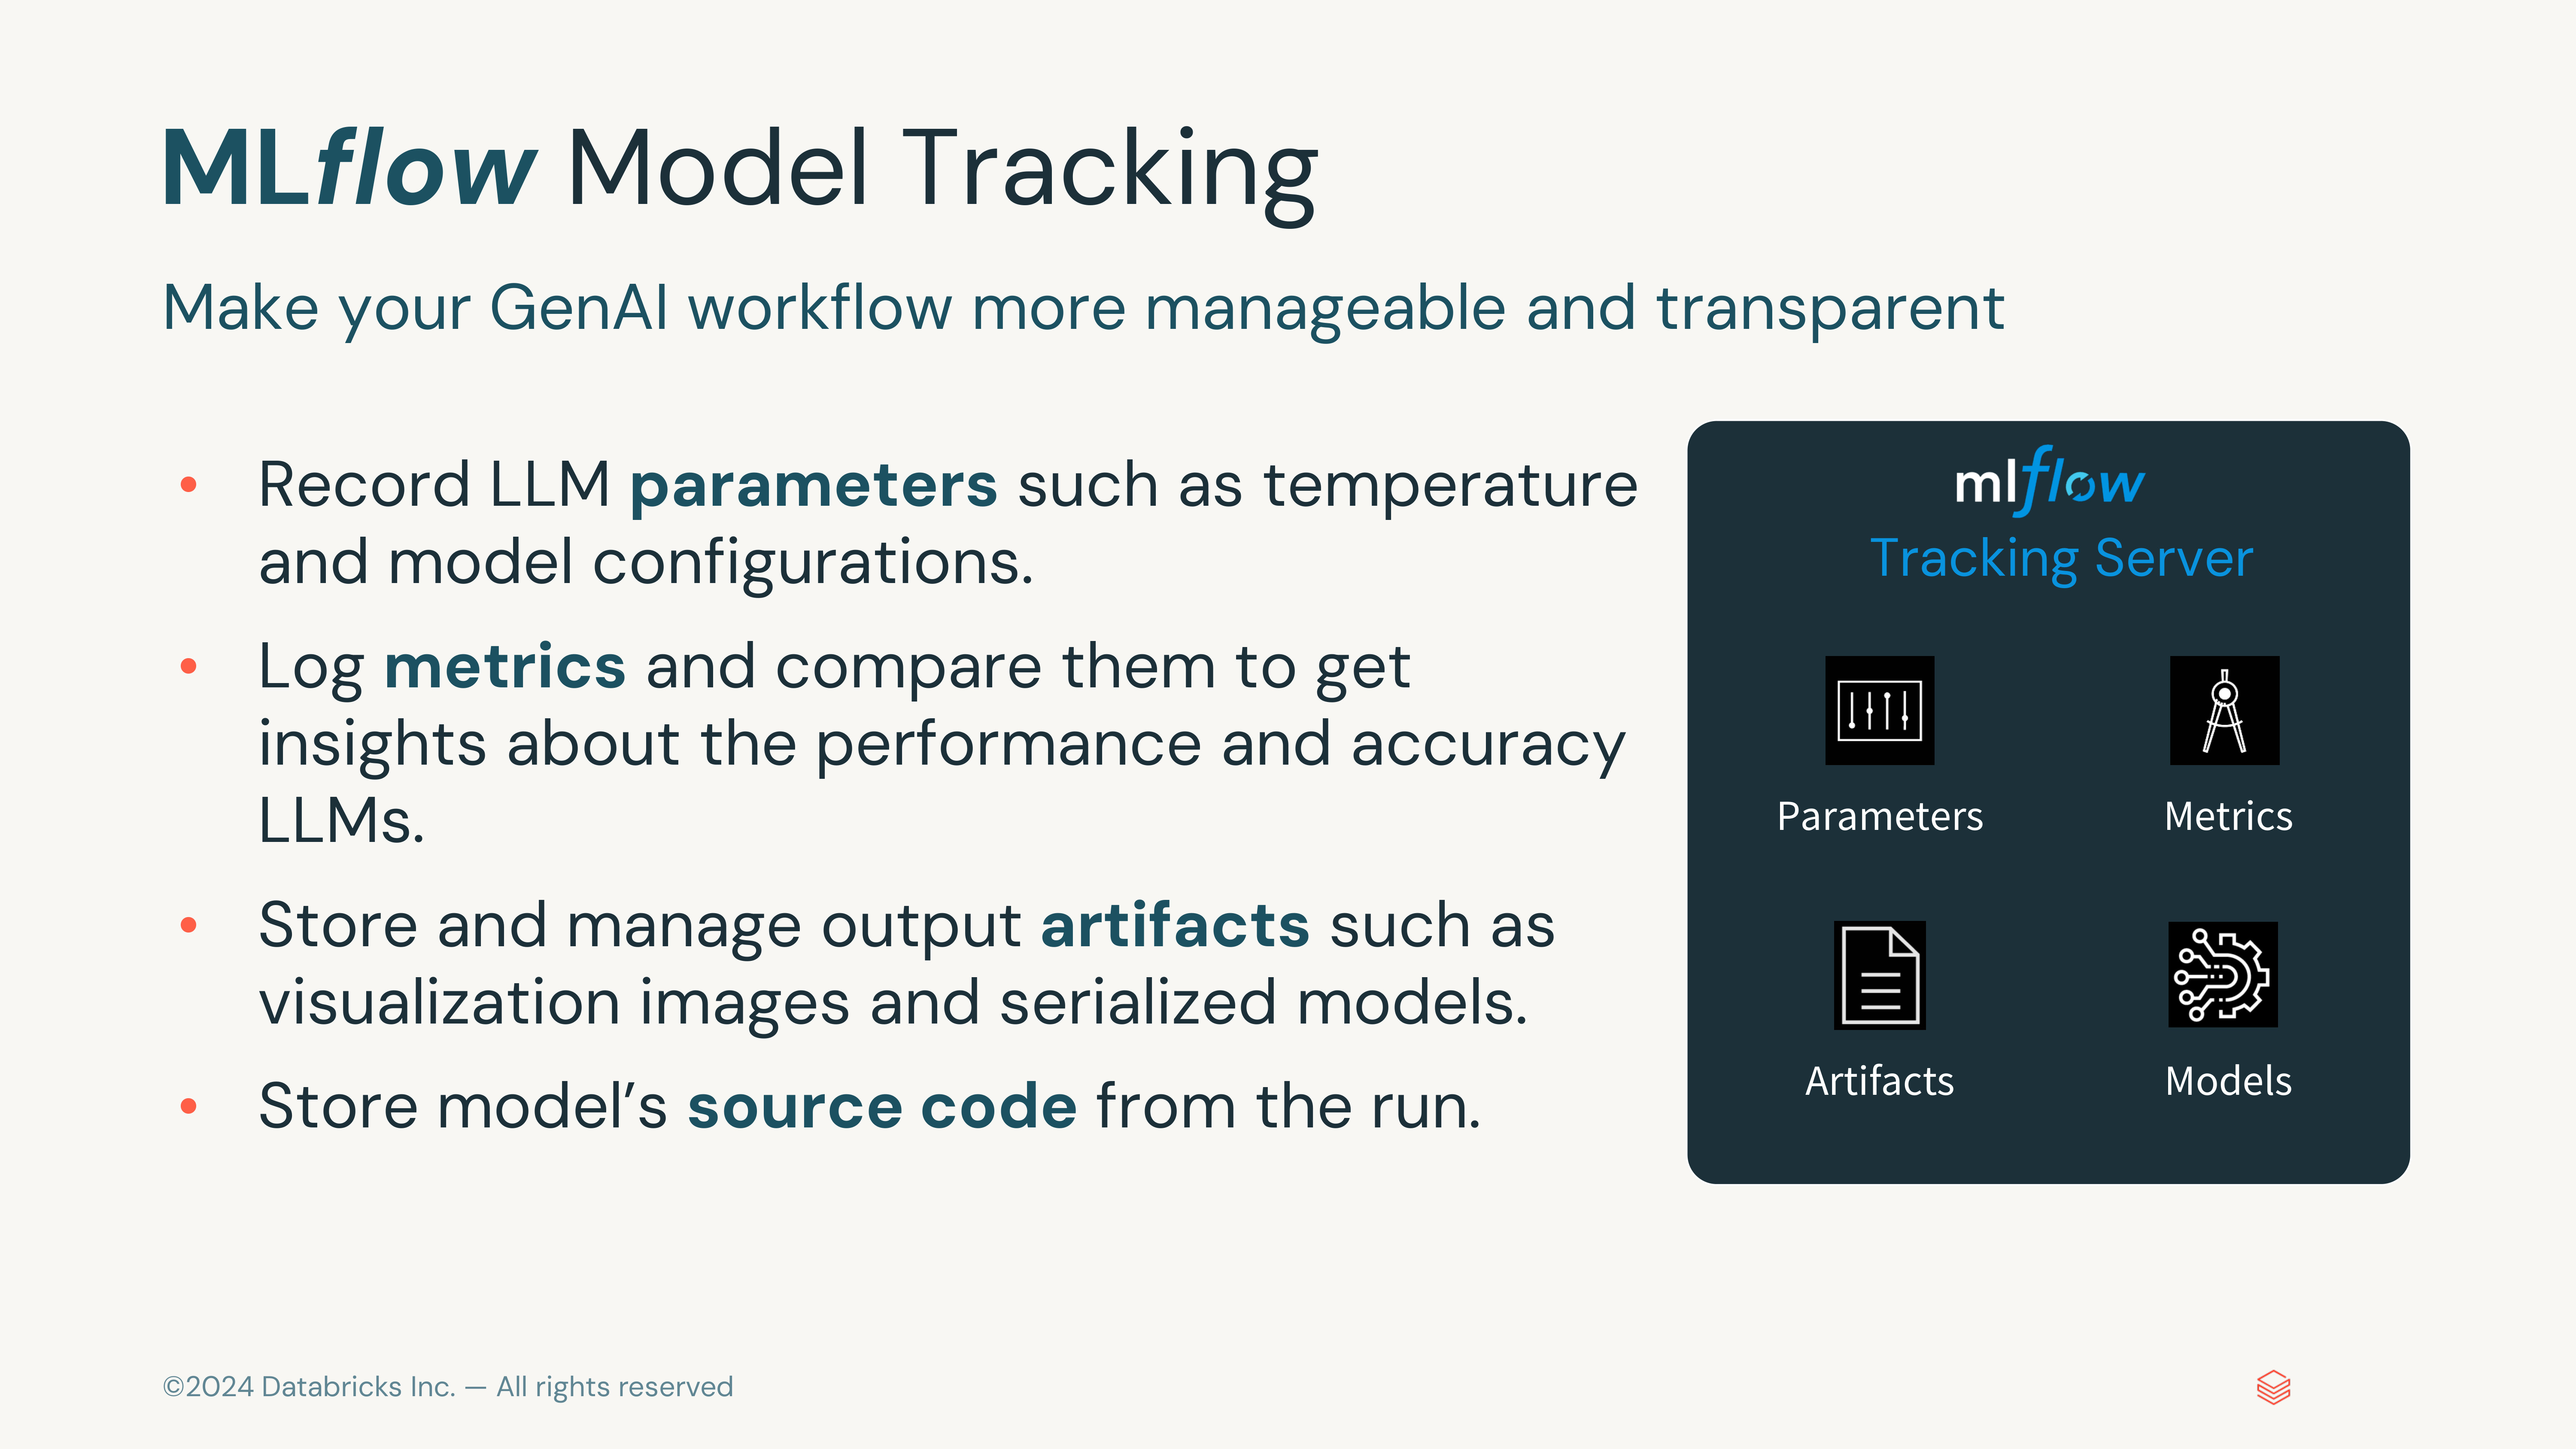 MLflow Model Tracking
Make your GenAI workflow more manageable and transparent
• Record LLM parameters such as temperature
and model configurations.
• Log metrics and compare them to get
insights about the performance and accuracy
LLMs.
• Store and manage output artifacts such as
visualization images and serialized models.
• Store model’s source code from the run.
mlflow
Tracking Server
Parameters
Metrics
Artifacts
Models
©2024 Databricks Inc. — All rights reserved